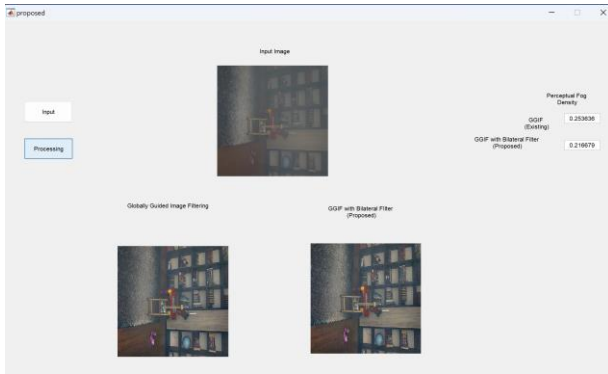 proposed
Input Image
Perceptual Fog
Density
Input
GGIF
(Existing)
0.253636
GGIF with Bilateral Filter
(Proposed)
0.216679
Processing
Globally Guided Image Filtering
GGIF with Bilateral Filter
(Proposed)